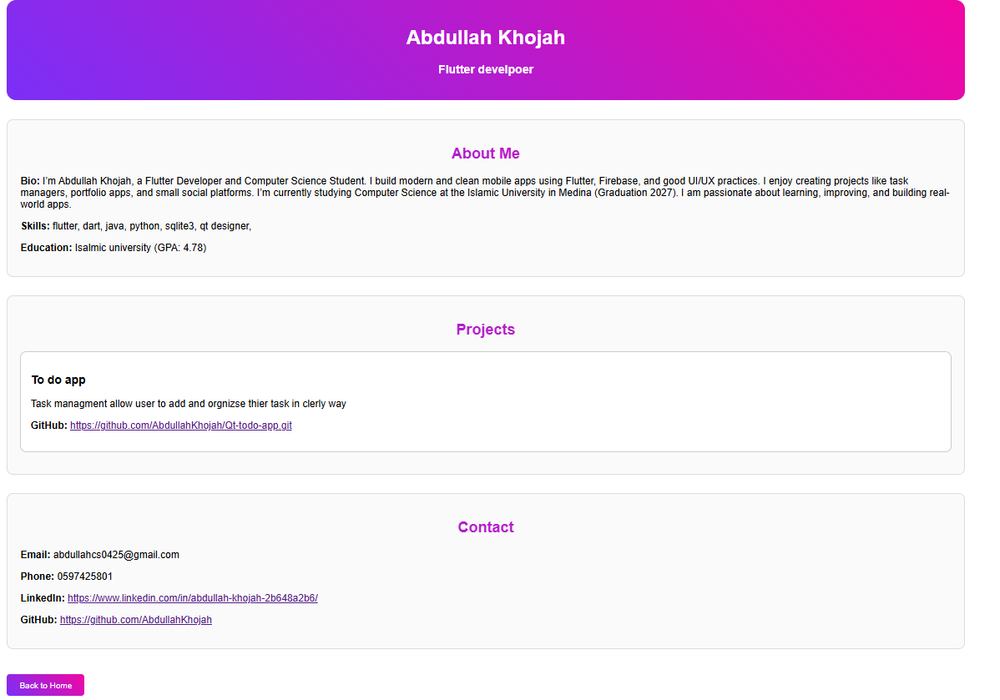 Abdullah Khojah
Flutter develpoer
About Me
Bio: I'm Abdullah Khojah, a Flutter Developer and Computer Science Student. I build modern and clean mobile apps using Flutter, Firebase, and good UI/UX practices. I enjoy creating projects like task
managers, portfolio apps, and small social platforms. I'm currently studying Computer Science at the Islamic University in Medina (Graduation 2027). I am passionate about learning, improving, and building real-
world apps.
Skills: flutter, dart, java, python, sqlite3, qt designer,
Education: Isalmic university (GPA: 4.78)
Projects
To do app
Task managment allow user to add and orgnizse thier task in clerly way
GitHub: https://github.com/AbdullahKhojah/Qt-todo-app.git
Contact
Email: abdullahcs0425@gmail.com
Phone: 0597425801
LinkedIn: https://www.linkedin.com/in/abdullah-khojah-2b648a2b6/
GitHub: https://github.com/AbdullahKhojah
Back to Home